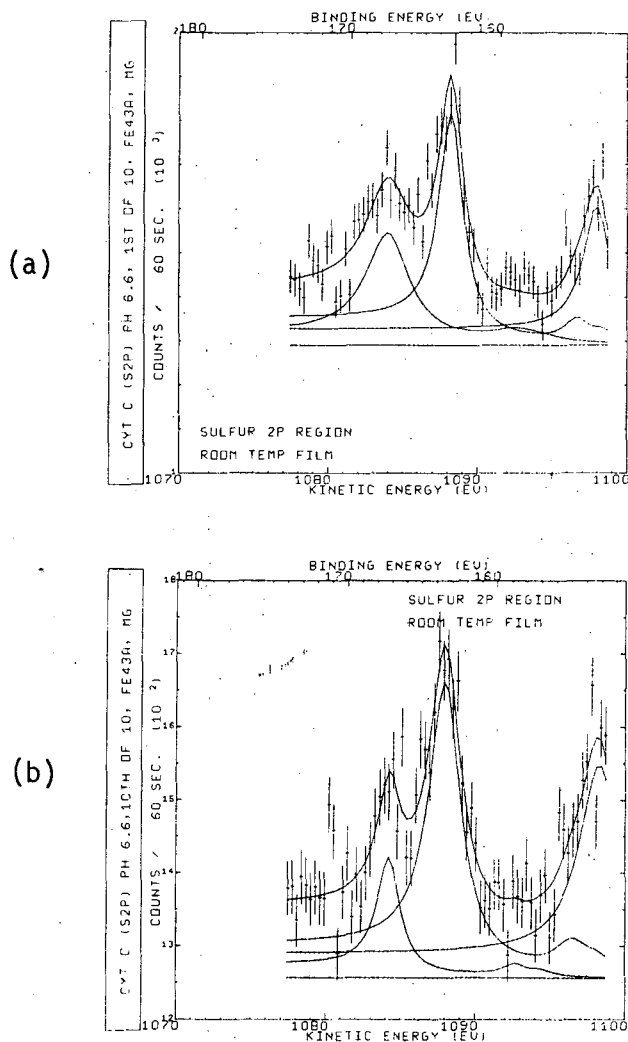 (a)
CYT C (S2P) PH 6.6, 1ST OF 10, FE43A, MG
COUNTS / 60 SEC. (10 3)
BINDING ENERGY (EV)
180 170 160
2
1
SULFUR 2P REGION
ROOM TEMP FILM
1070 1080 1090 1100
KINETIC ENERGY (EV)
(b)
CYT C (S2P) PH 6.6, 10TH OF 10, FE43A, MG
COUNTS / 60 SEC. (10 2)
BINDING ENERGY (EV)
180 170 160
SULFUR 2P REGION
ROOM TEMP FILM
18
17
16
15
14
13
12
1070 1080 1090 1100
KINETIC ENERGY (EV)